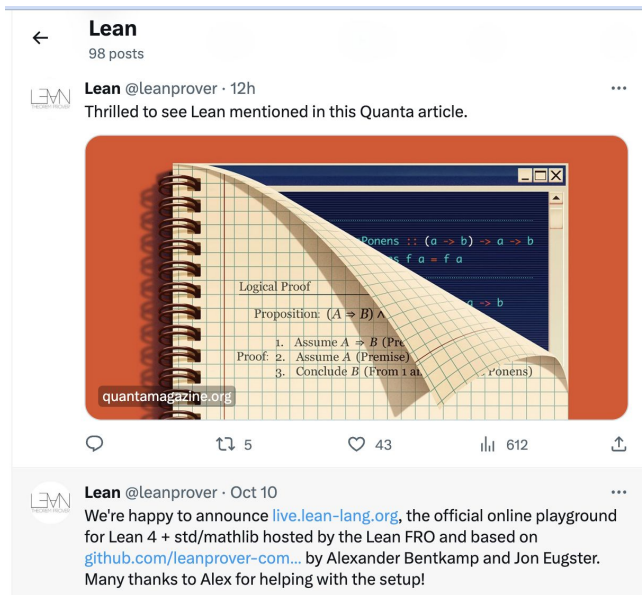 Lean
98 posts
Lean @leanprover · 12h
Thrilled to see Lean mentioned in this Quanta article.
Ponens :: (a -> b) -> a -> b
s f a = f a
a -> b
Logical Proof
Proposition: (A ⇒ B) ∧
1. Assume A ⇒ B (Pre
Proof: 2. Assume A (Premise)
3. Conclude B (From 1 an Ponens)
quantamagazine.org
5 43 612
LEAN
THEOREM PROVER
Lean @leanprover · Oct 10
We're happy to announce live.lean-lang.org, the official online playground
for Lean 4 + std/mathlib hosted by the Lean FRO and based on
github.com/leanprover-com... by Alexander Bentkamp and Jon Eugster.
Many thanks to Alex for helping with the setup!